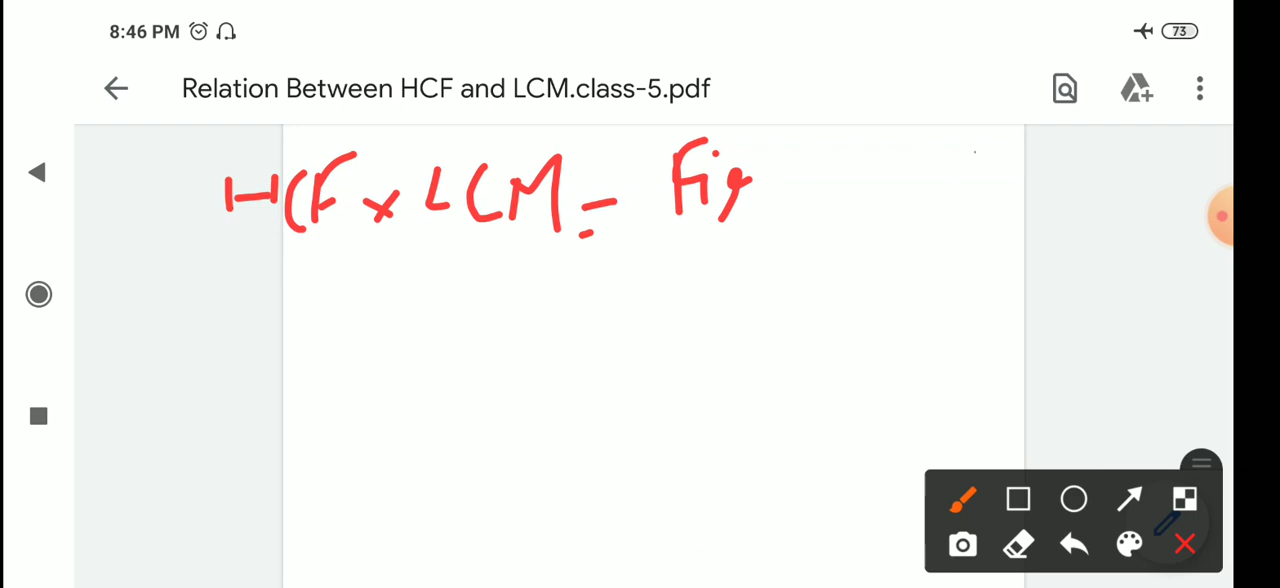 8:46 PM 73
Relation Between HCF and LCM.class-5.pdf
HCF x LCM = Fi